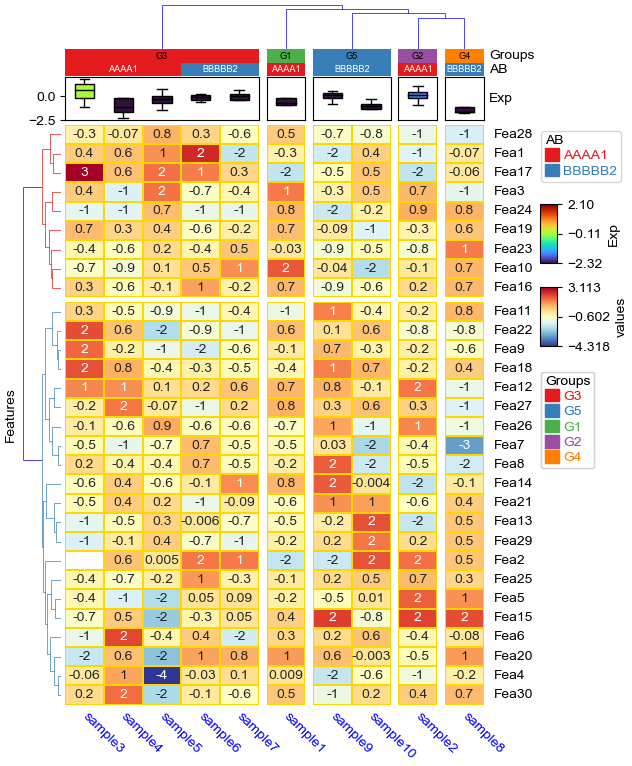 G3 G1 G5 G2 G4 Groups
AAAA1 BBBBB2 AAAA1 BBBBB2 AAAA1 BBBBB2 AB
0.0 Exp
−2.5
-0.3 -0.07 0.8 0.3 -0.6 0.5 -0.7 -0.8 -1 -1 Fea28
0.4 0.6 1 2 -2 -0.3 -2 0.4 -1 -0.07 Fea1
3 0.6 2 1 0.3 -2 -0.5 0.5 -2 -0.06 Fea17
0.4 -1 2 -0.7 -0.4 1 -0.3 0.5 0.7 -1 Fea3
-1 -1 0.7 -1 -1 0.8 -2 -0.2 0.9 0.8 Fea24
0.7 0.3 0.4 -0.6 -0.2 0.7 -0.09 -1 -0.3 0.6 Fea19
-0.4 -0.6 0.2 -0.4 0.5 -0.03 -0.9 -0.5 -0.8 1 Fea23
-0.7 -0.9 0.1 0.5 1 2 -0.04 -2 -0.1 0.7 Fea10
0.3 -0.6 -0.1 1 -0.2 0.7 -0.9 -0.6 0.2 0.7 Fea16
0.3 -0.5 -0.9 -1 -0.4 -1 1 -0.4 -0.2 0.8 Fea11
2 0.6 -2 -0.9 -1 0.6 0.1 0.6 -0.8 -0.8 Fea22
2 -0.2 -1 -2 -0.6 -0.1 0.7 -0.3 -0.2 -0.6 Fea9
2 0.8 -0.4 -0.3 -0.5 -0.4 1 0.7 -0.2 0.4 Fea18
1 1 0.1 0.2 0.6 0.7 0.8 -0.1 2 -1 Fea12
-0.2 2 -0.07 -1 0.2 0.8 0.3 0.6 0.3 -1 Fea27
-0.1 -0.6 0.9 -0.6 -0.6 -0.7 1 -1 1 -1 Fea26
-0.5 -1 -0.7 0.7 -0.5 -0.5 0.03 -2 -0.4 -3 Fea7
0.2 -0.4 -0.4 0.7 -0.5 -0.2 2 -2 -0.5 -2 Fea8
-0.6 0.4 -0.6 -0.1 1 0.8 2 -0.004 -2 -0.1 Fea14
-0.5 0.4 0.2 -1 -0.09 -0.6 1 1 -0.6 0.4 Fea21
-1 -0.5 0.3 -0.006 -0.7 -0.5 -0.2 2 -2 0.5 Fea13
-1 -0.1 0.4 -0.7 -1 -0.2 0.2 2 0.2 0.5 Fea29
0.6 0.005 2 1 -2 -2 2 2 0.5 Fea2
-0.4 -0.7 -0.2 1 -0.3 -0.1 0.2 0.5 0.7 0.3 Fea25
-0.4 -1 -2 0.05 0.09 -0.2 -0.5 0.01 2 1 Fea5
-0.7 0.5 -2 -0.3 0.05 0.4 2 -0.8 2 2 Fea15
-1 2 -0.4 0.4 -2 0.3 0.2 0.6 -0.4 -0.08 Fea6
-2 0.6 -2 1 0.8 1 0.6 -0.003 -0.5 1 Fea20
-0.06 1 -4 -0.03 0.1 0.009 -2 -0.6 -1 -0.2 Fea4
0.2 2 -2 -0.1 -0.6 0.5 -1 0.2 0.4 0.7 Fea30
sample3 sample4 sample5 sample6 sample7 sample1 sample9 sample10 sample2 sample8
Features
AB
AAAA1
BBBBB2
2.10
−0.11
−2.32
Exp
3.113
−0.602
−4.318
values
Groups
G3
G5
G1
G2
G4